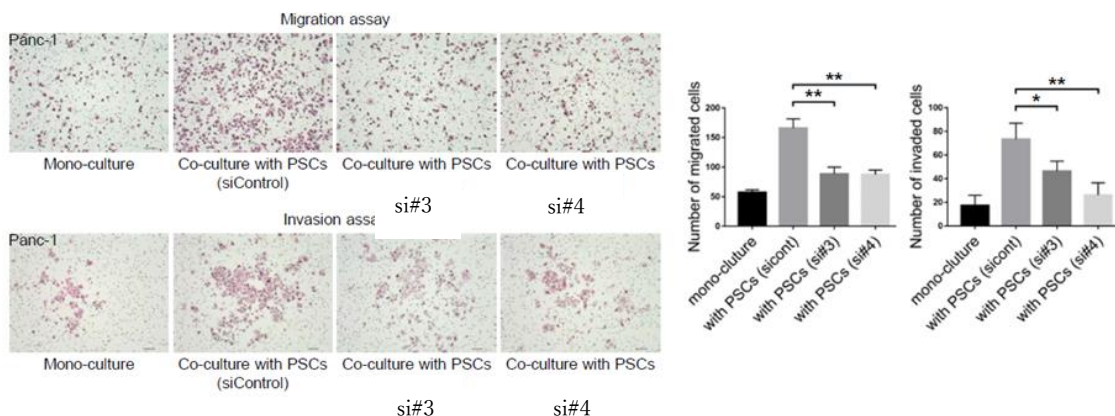 Migration assay
Panc-1
Mono-culture
Co-culture with PSCs
(siControl)
Co-culture with PSCs
Co-culture with PSCs
si#3
si#4
Invasion assa
Panc-1
Mono-culture
Co-culture with PSCs
(siControl)
Co-culture with PSCs
Co-culture with PSCs
si#3
si#4
Number of migrated cells
200
150
100
50
0
**
**
mono-cluture
with PSCs (sicont)
with PSCs (si#3)
with PSCs (si#4)
Number of invaded cells
100
80
60
40
20
0
**
*
mono-cluture
with PSCs (sicont)
with PSCs (si#3)
with PSCs (si#4)